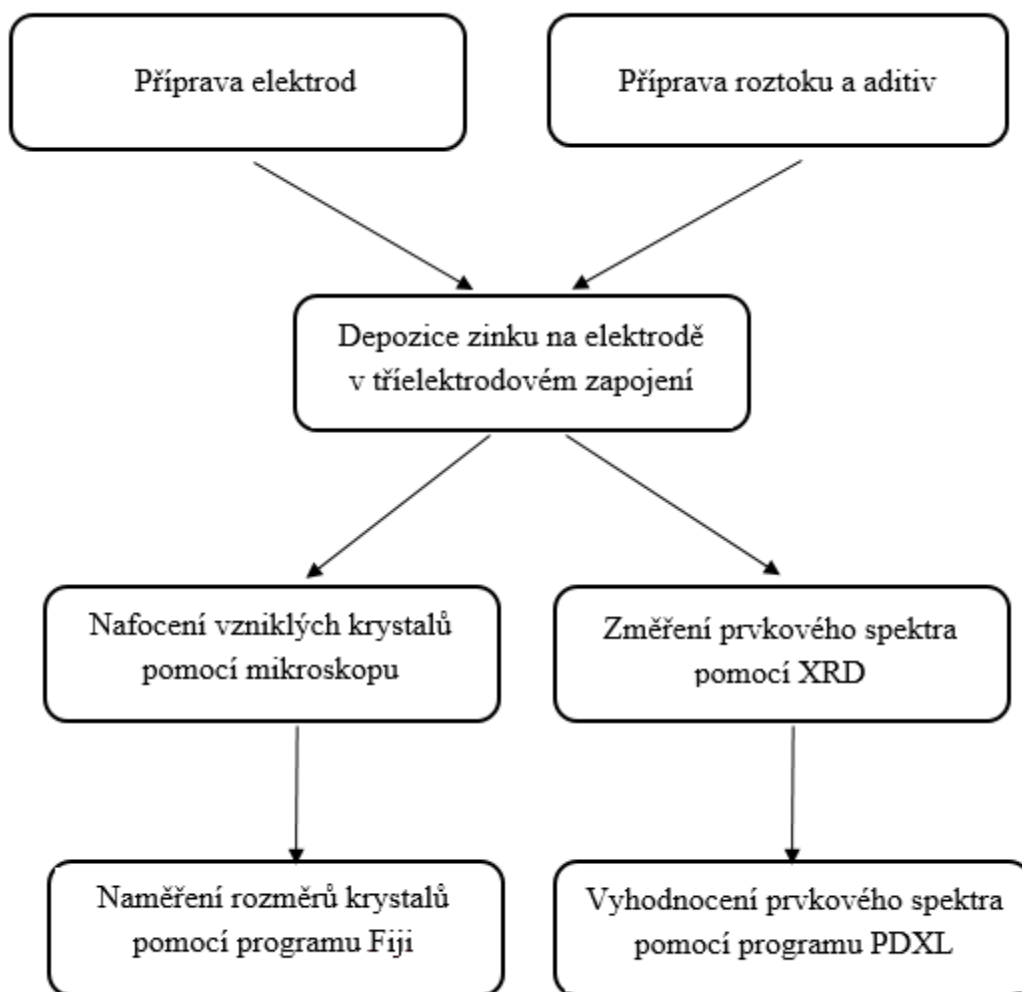 Příprava elektrod
Příprava roztoku a aditiv
Depozice zinku na elektrodě
v tříelektrodovém zapojení
Nafocení vzniklých krystalů
pomocí mikroskopu
Změření prvkového spektra
pomocí XRD
Naměření rozměrů krystalů
pomocí programu Fiji
Vyhodnocení prvkového spektra
pomocí programu PDXL